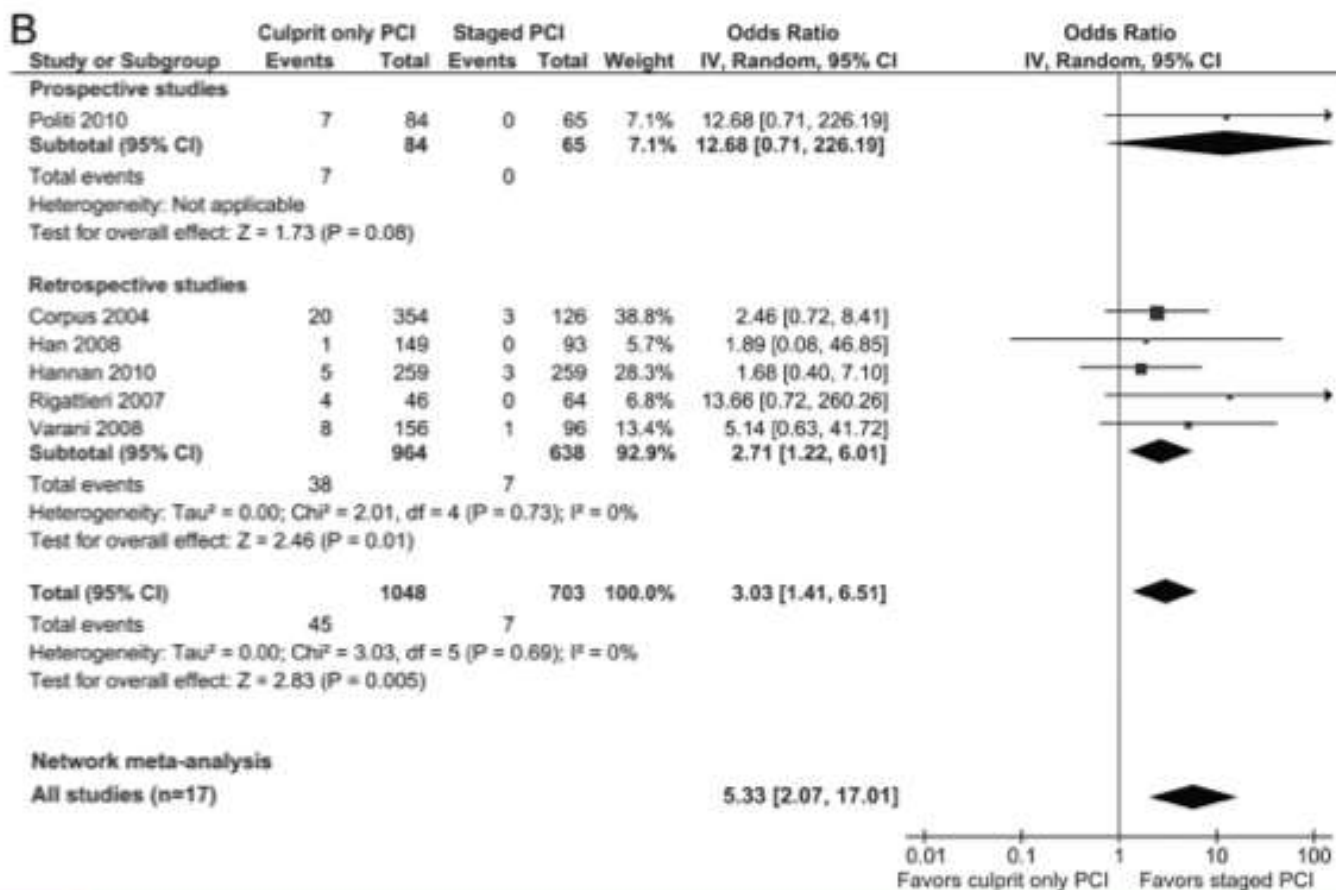 B
Culprit only PCI Staged PCI Odds Ratio Odds Ratio
Study or Subgroup Events Total Events Total Weight IV, Random, 95% CI IV, Random, 95% CI
Prospective studies
Politi 2010 7 84 0 65 7.1% 12.68 [0.71, 226.19]
Subtotal (95% CI) 84 65 7.1% 12.68 [0.71, 226.19]
Total events 7 0
Heterogeneity: Not applicable
Test for overall effect: Z = 1.73 (P = 0.08)
Retrospective studies
Corpus 2004 20 354 3 126 38.8% 2.46 [0.72, 8.41]
Han 2008 1 149 0 93 5.7% 1.89 [0.08, 46.85]
Hannan 2010 5 259 3 259 28.3% 1.68 [0.40, 7.10]
Rigattieri 2007 4 46 0 64 6.8% 13.66 [0.72, 260.26]
Varani 2008 8 156 1 96 13.4% 5.14 [0.63, 41.72]
Subtotal (95% CI) 964 638 92.9% 2.71 [1.22, 6.01]
Total events 38 7
Heterogeneity: Tau² = 0.00; Chi² = 2.01, df = 4 (P = 0.73); I² = 0%
Test for overall effect: Z = 2.46 (P = 0.01)
Total (95% CI) 1048 703 100.0% 3.03 [1.41, 6.51]
Total events 45 7
Heterogeneity: Tau² = 0.00; Chi² = 3.03, df = 5 (P = 0.69); I² = 0%
Test for overall effect: Z = 2.83 (P = 0.005)
Network meta-analysis
All studies (n=17) 5.33 [2.07, 17.01]
0.01 0.1 1 10 100
Favors culprit only PCI Favors staged PCI